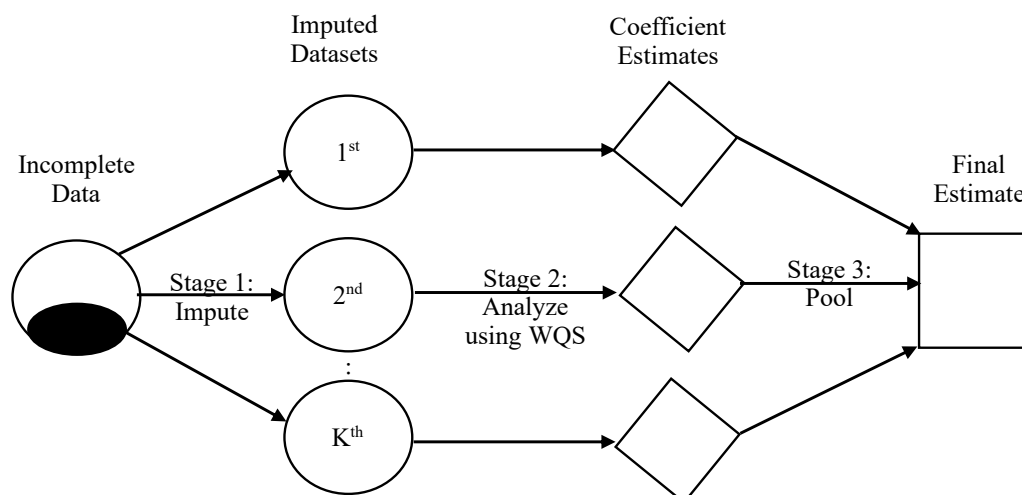 Imputed
Datasets
Coefficient
Estimates
Incomplete
Data
1st
Final
Estimate
Stage 1:
Impute
2nd
Stage 2:
Analyze
using WQS
Stage 3:
Pool
:
Kth